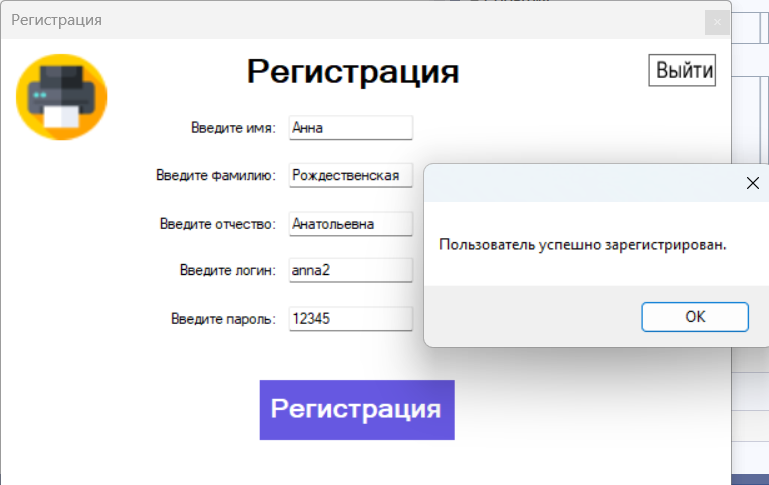 Регистрация
Регистрация
Выйти
Введите имя: Анна
Введите фамилию: Рождественская
Введите отчество: Анатольевна
Введите логин: anna2
Введите пароль: 12345
Пользователь успешно зарегистрирован.
ОК
Регистрация